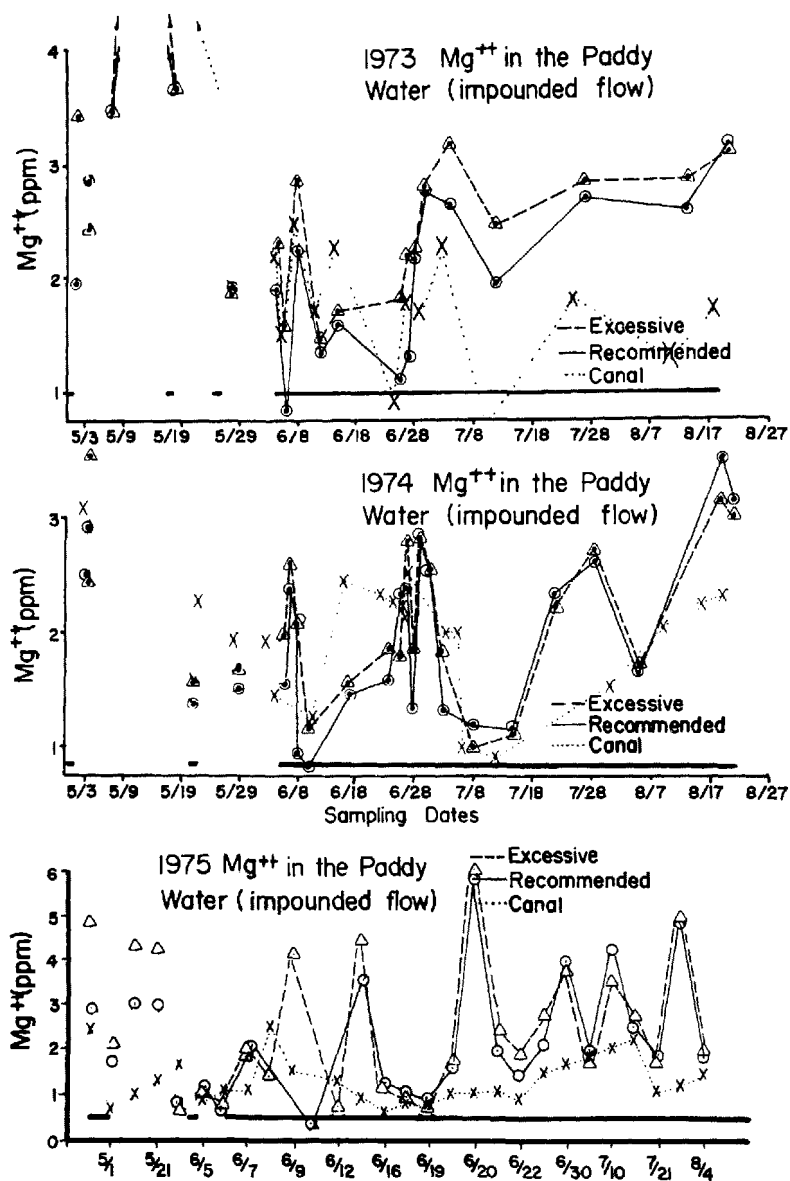 1973 Mg++ in the Paddy
Water (impounded flow)
Mg++(ppm)
4
3
2
1
Excessive
Recommended
Canal
5/3 5/9 5/19 5/29 6/8 6/18 6/28 7/8 7/18 7/28 8/7 8/17 8/27
1974 Mg++ in the Paddy
Water (impounded flow)
Mg++(ppm)
3
2
1
Excessive
Recommended
Canal
5/3 5/9 5/19 5/29 6/8 6/18 6/28 7/8 7/18 7/28 8/7 8/17 8/27
Sampling Dates
1975 Mg++ in the Paddy
Water (impounded flow)
Excessive
Recommended
Canal
Mg++(ppm)
6
5
4
3
2
1
0
5/1 5/21 6/5 6/7 6/9 6/12 6/16 6/19 6/20 6/22 6/30 7/10 7/21 8/4